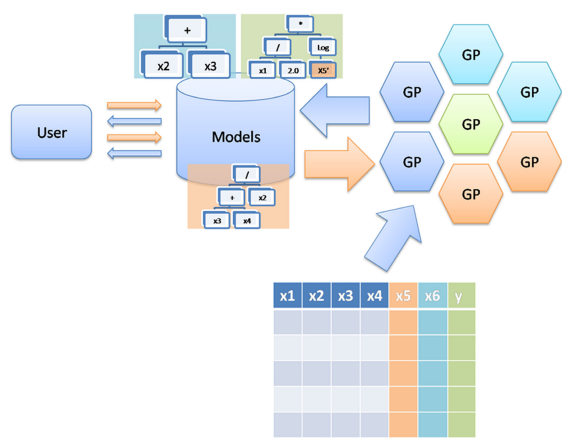 +
x2 x3
*
/ Log
x1 2.0 X5'
User
Models
/
+ x2
x3 x4
GP
GP GP
GP
GP GP
GP
x1 x2 x3 x4 x5 x6 y